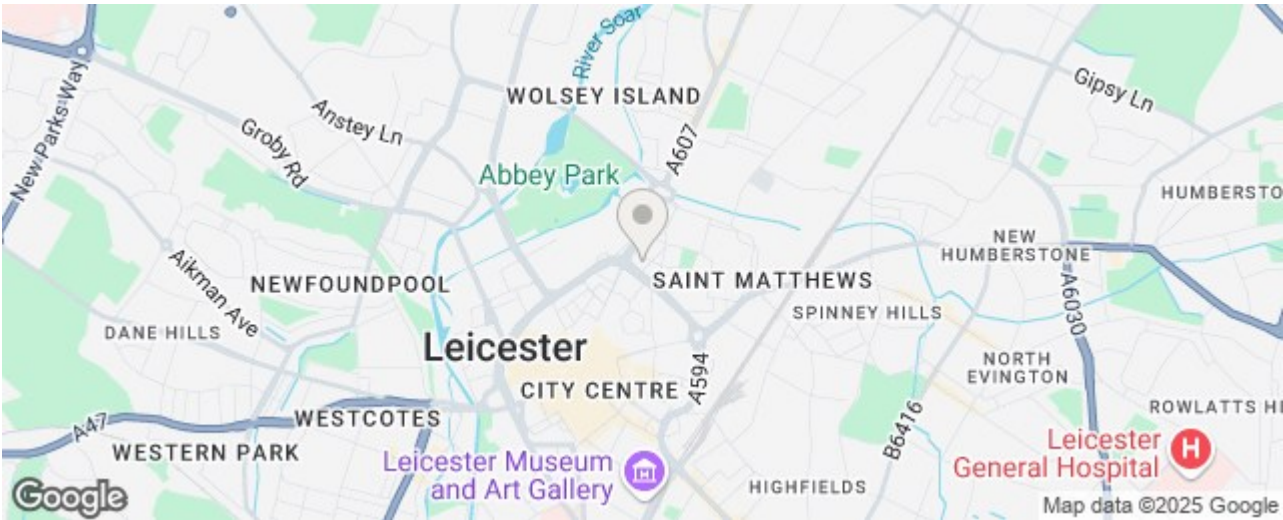 River Soar
WOLSEY ISLAND
Gipsy Ln
New Parks Way
Anstey Ln
Groby Rd
A607
Abbey Park
HUMBERSTO
NEW
HUMBERSTONE
Aikman Ave
NEWFOUNDPOOL
SAINT MATTHEWS
SPINNEY HILLS
A6030
DANE HILLS
Leicester
CITY CENTRE
A594
NORTH
EVINGTON
ROWLATTS HI
WESTCOTES
A47
WESTERN PARK
B6416
Leicester Museum
and Art Gallery
Leicester
General Hospital
H
HIGHFIELDS
Google
Map data ©2025 Google